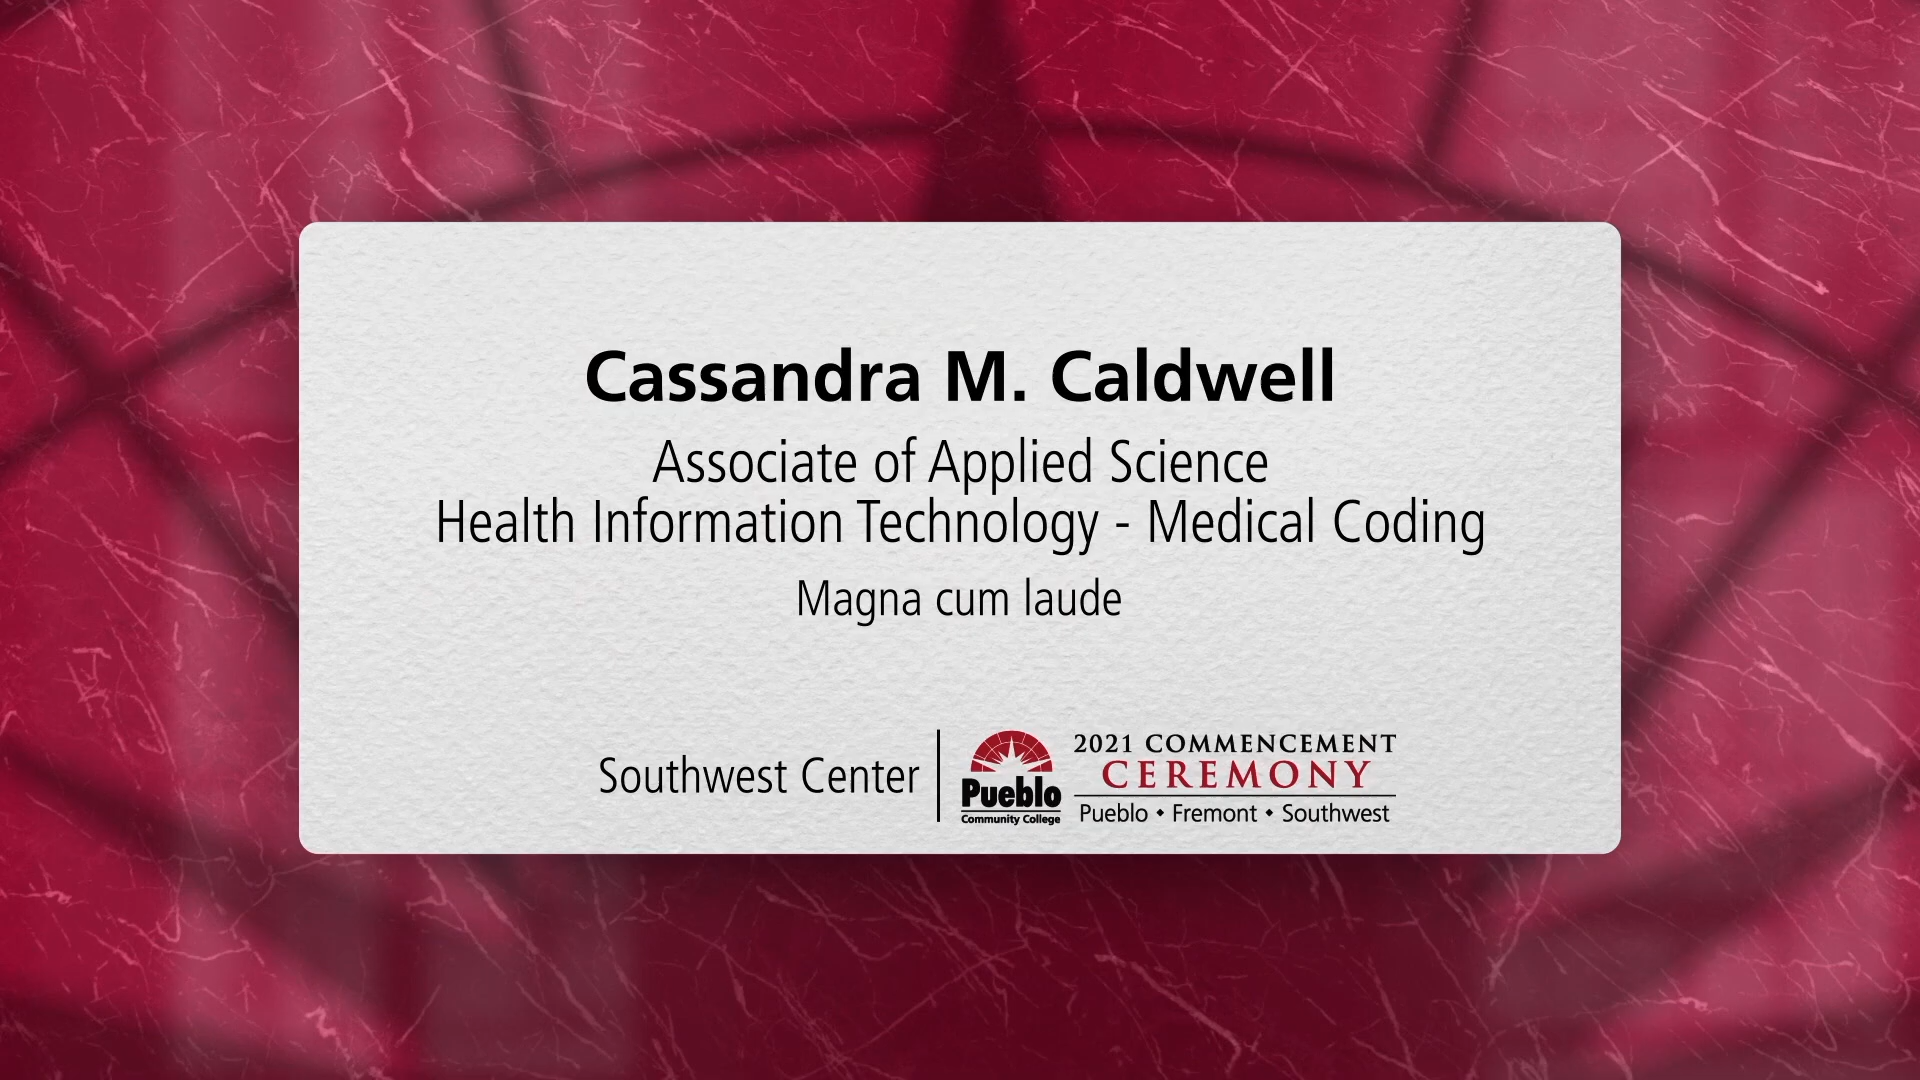 Cassandra M. Caldwell
Associate of Applied Science
Health Information Technology - Medical Coding
Magna cum laude
Southwest Center
Pueblo
Community College
2021 COMMENCEMENT
CEREMONY
Pueblo • Fremont • Southwest